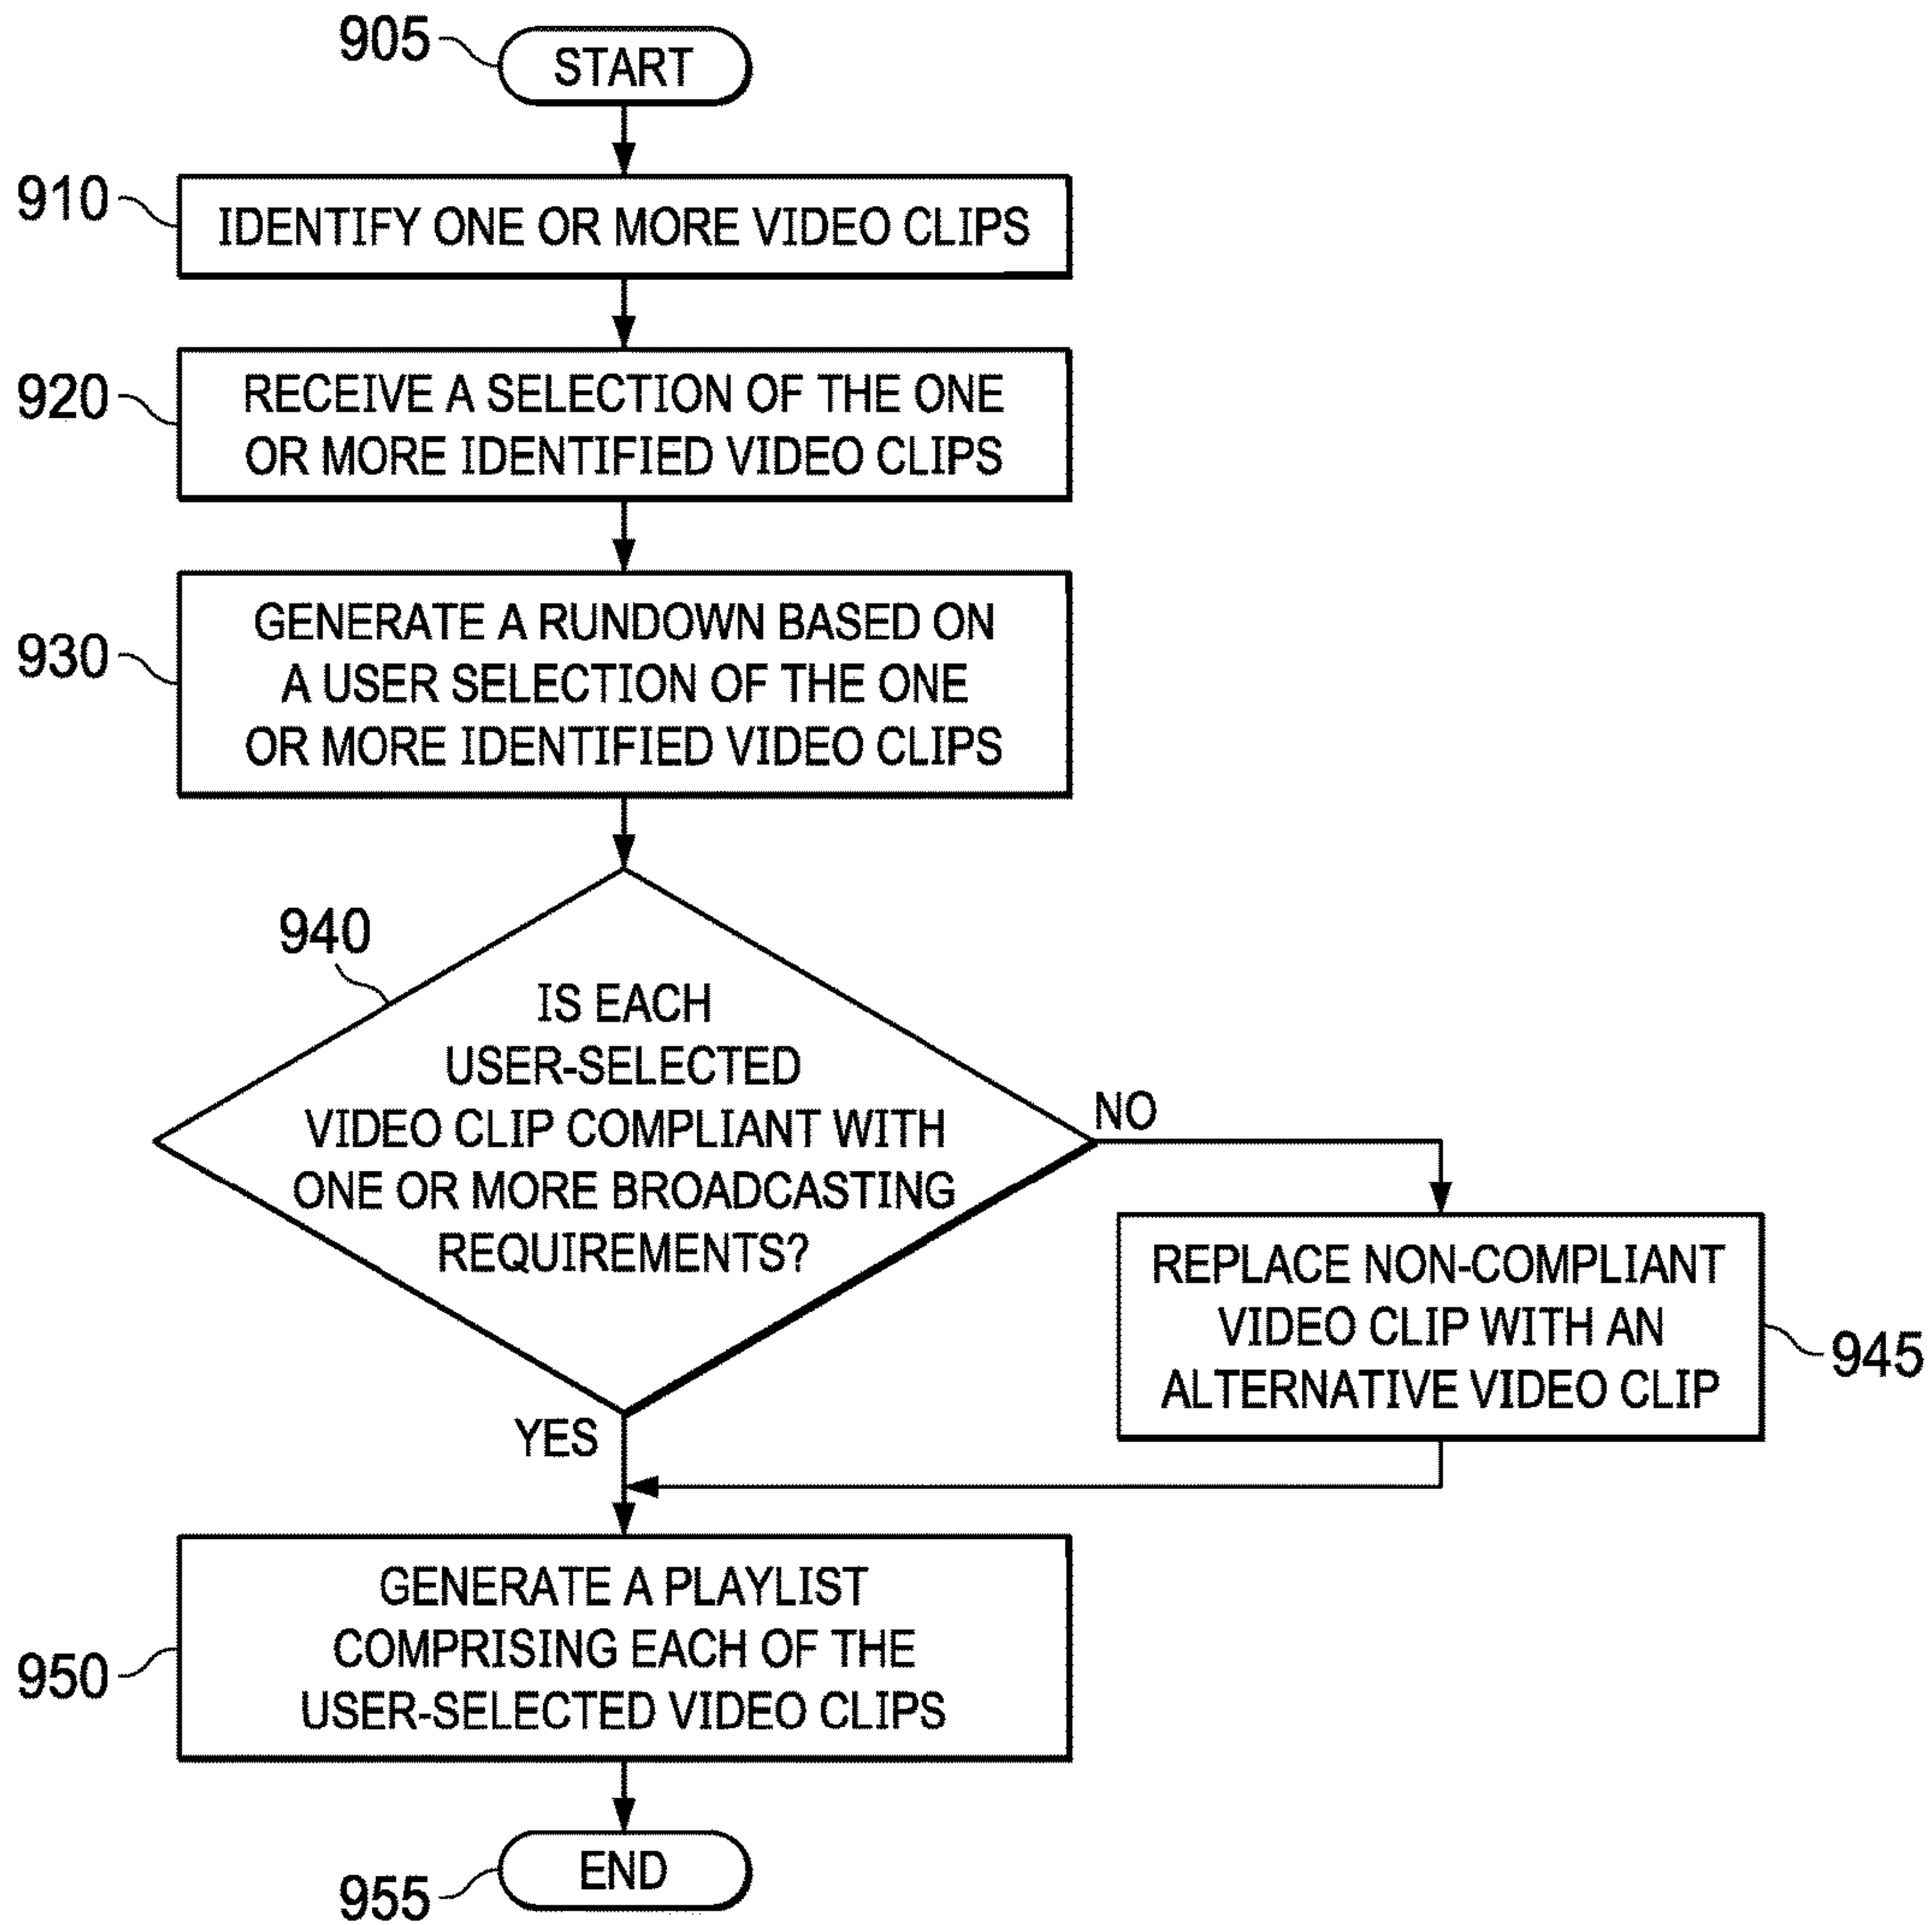 905
START
910
IDENTIFY ONE OR MORE VIDEO CLIPS
920
RECEIVE A SELECTION OF THE ONE
OR MORE IDENTIFIED VIDEO CLIPS
930
GENERATE A RUNDOWN BASED ON
A USER SELECTION OF THE ONE
OR MORE IDENTIFIED VIDEO CLIPS
940
IS EACH
USER-SELECTED
VIDEO CLIP COMPLIANT WITH
ONE OR MORE BROADCASTING
REQUIREMENTS?
NO
REPLACE NON-COMPLIANT
VIDEO CLIP WITH AN
ALTERNATIVE VIDEO CLIP
945
YES
950
GENERATE A PLAYLIST
COMPRISING EACH OF THE
USER-SELECTED VIDEO CLIPS
END
955